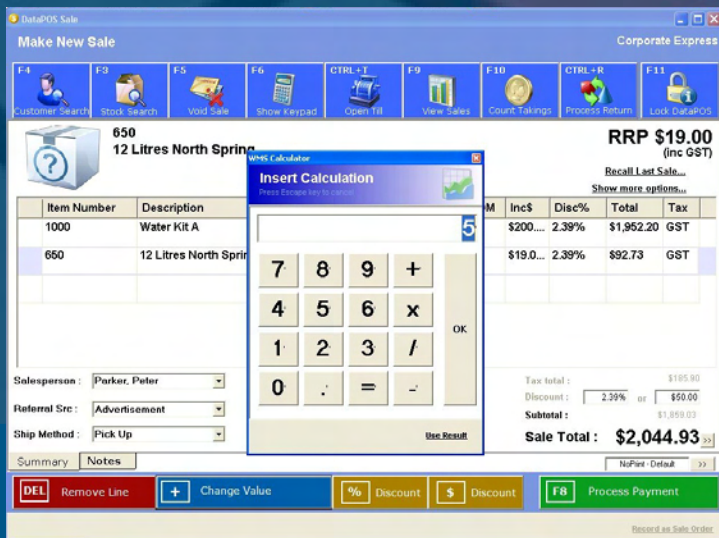 DataPOS Sale
Make New Sale
Corporate Express
F4 F3 F5 F6 CTRL+T F9 F10 CTRL+R F11
Customer Search Stock Search Void Sale Show Keypad Open Till View Sales Count Takings Process Return Lock DataPOS
650
12 Litres North Spring
RRP $19.00
(inc GST)
Recall Last Sale...
Show more options...
Item Number Description M Inc$ Disc% Total Tax
1000 Water Kit A $200.... 2.39% $1,952.20 GST
650 12 Litres North Sprin $19.0... 2.39% $92.73 GST
WMS Calculator
Insert Calculation
Press Escape key to cancel
5
7 8 9 +
4 5 6 x
1 2 3 /
0 . = -
OK
Use Result
Salesperson : Parker, Peter
Referral Src : Advertisement
Ship Method : Pick Up
Tax total : $185.90
Discount : 2.39% or $50.00
Subtotal : $1,859.03
Sale Total : $2,044.93 >>
Summary Notes
NoPrint - Default >>
DEL Remove Line + Change Value % Discount $ Discount F8 Process Payment
Record as Sale Order